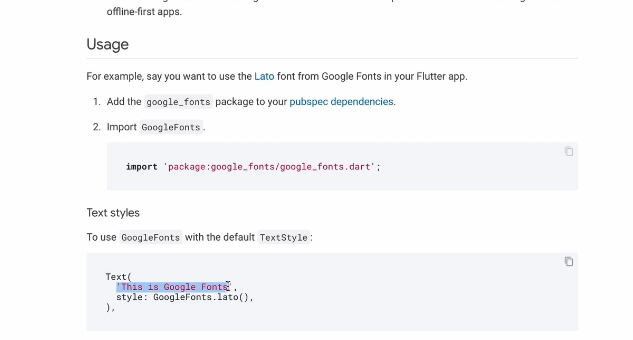 offline-first apps.
Usage
For example, say you want to use the Lato font from Google Fonts in your Flutter app.
1. Add the google_fonts package to your pubspec dependencies.
2. Import GoogleFonts.
import 'package:google_fonts/google_fonts.dart';
Text styles
To use GoogleFonts with the default TextStyle:
Text(
'This is Google Fonts',
style: GoogleFonts.lato(),
),